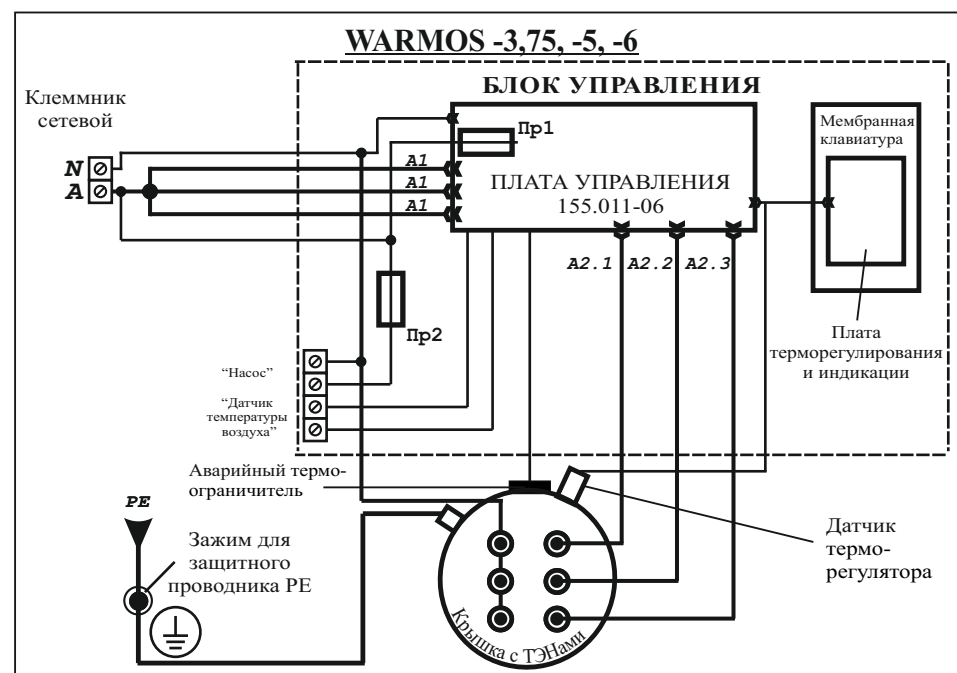 WARMOS -3,75, -5, -6
БЛОК УПРАВЛЕНИЯ
Клеммник
сетевой
N
A
Пр1
A1
A1
A1
ПЛАТА УПРАВЛЕНИЯ
155.011-06
Мембранная
клавиатура
A2.1
A2.2
A2.3
Пр2
Плата
терморегулирования
и индикации
“Насос”
“Датчик
температуры
воздуха”
Аварийный термо-
ограничитель
PE
Зажим для
защитного
проводника PE
Датчик
термо-
регулятора
Крышка с ТЭНами